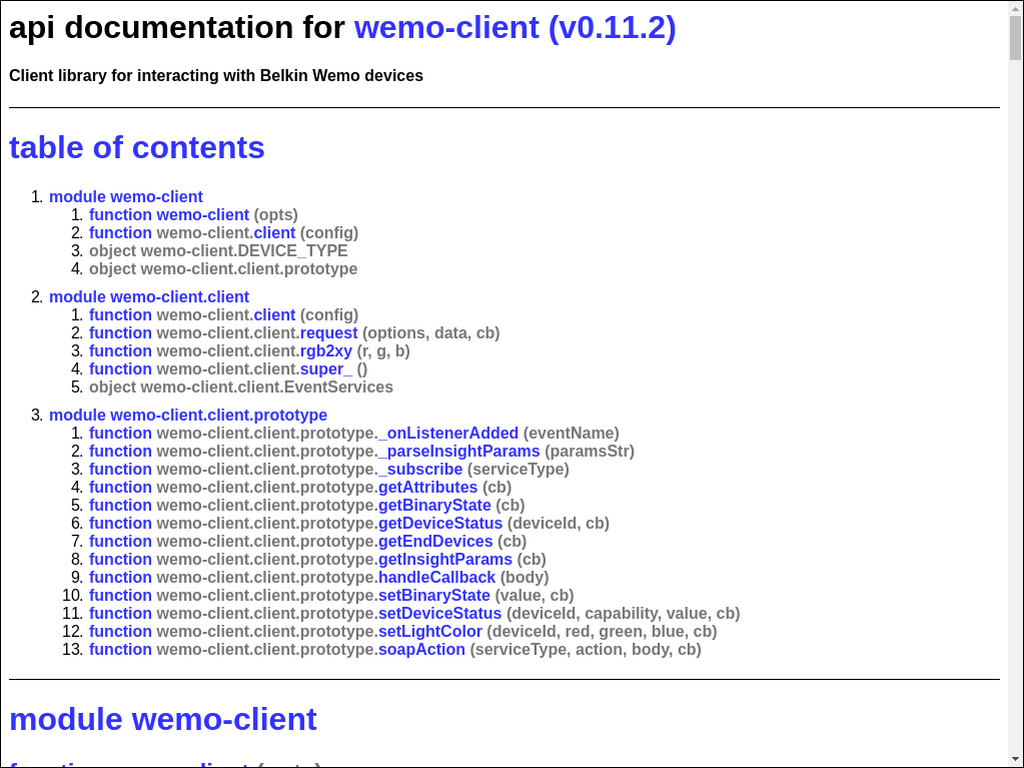 api documentation for wemo-client (v0.11.2)
Client library for interacting with Belkin Wemo devices
table of contents
1. module wemo-client
1. function wemo-client (opts)
2. function wemo-client.client (config)
3. object wemo-client.DEVICE_TYPE
4. object wemo-client.client.prototype
2. module wemo-client.client
1. function wemo-client.client (config)
2. function wemo-client.client.request (options, data, cb)
3. function wemo-client.client.rgb2xy (r, g, b)
4. function wemo-client.client.super_ ()
5. object wemo-client.client.EventServices
3. module wemo-client.client.prototype
1. function wemo-client.client.prototype._onListenerAdded (eventName)
2. function wemo-client.client.prototype._parseInsightParams (paramsStr)
3. function wemo-client.client.prototype._subscribe (serviceType)
4. function wemo-client.client.prototype.getAttributes (cb)
5. function wemo-client.client.prototype.getBinaryState (cb)
6. function wemo-client.client.prototype.getDeviceStatus (deviceId, cb)
7. function wemo-client.client.prototype.getEndDevices (cb)
8. function wemo-client.client.prototype.getInsightParams (cb)
9. function wemo-client.client.prototype.handleCallback (body)
10. function wemo-client.client.prototype.setBinaryState (value, cb)
11. function wemo-client.client.prototype.setDeviceStatus (deviceId, capability, value, cb)
12. function wemo-client.client.prototype.setLightColor (deviceId, red, green, blue, cb)
13. function wemo-client.client.prototype.soapAction (serviceType, action, body, cb)
module wemo-client